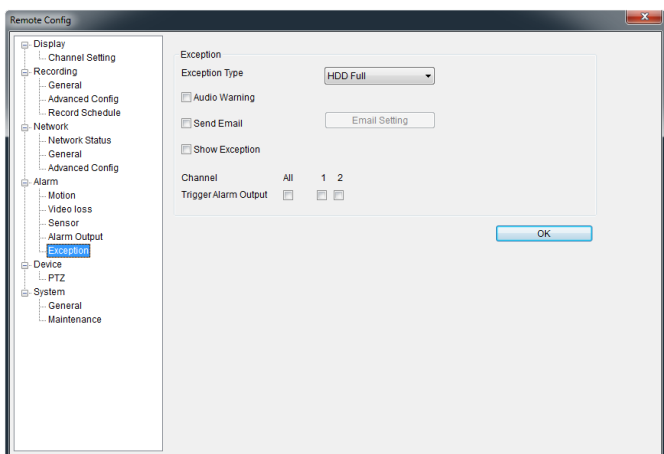 Remote Config
Display
Channel Setting
Recording
General
Advanced Config
Record Schedule
Network
Network Status
General
Advanced Config
Alarm
Motion
Video loss
Sensor
Alarm Output
Exception
Device
PTZ
System
General
Maintenance
Exception
Exception Type HDD Full
Audio Warning
Send Email Email Setting
Show Exception
Channel All 1 2
Trigger Alarm Output
OK